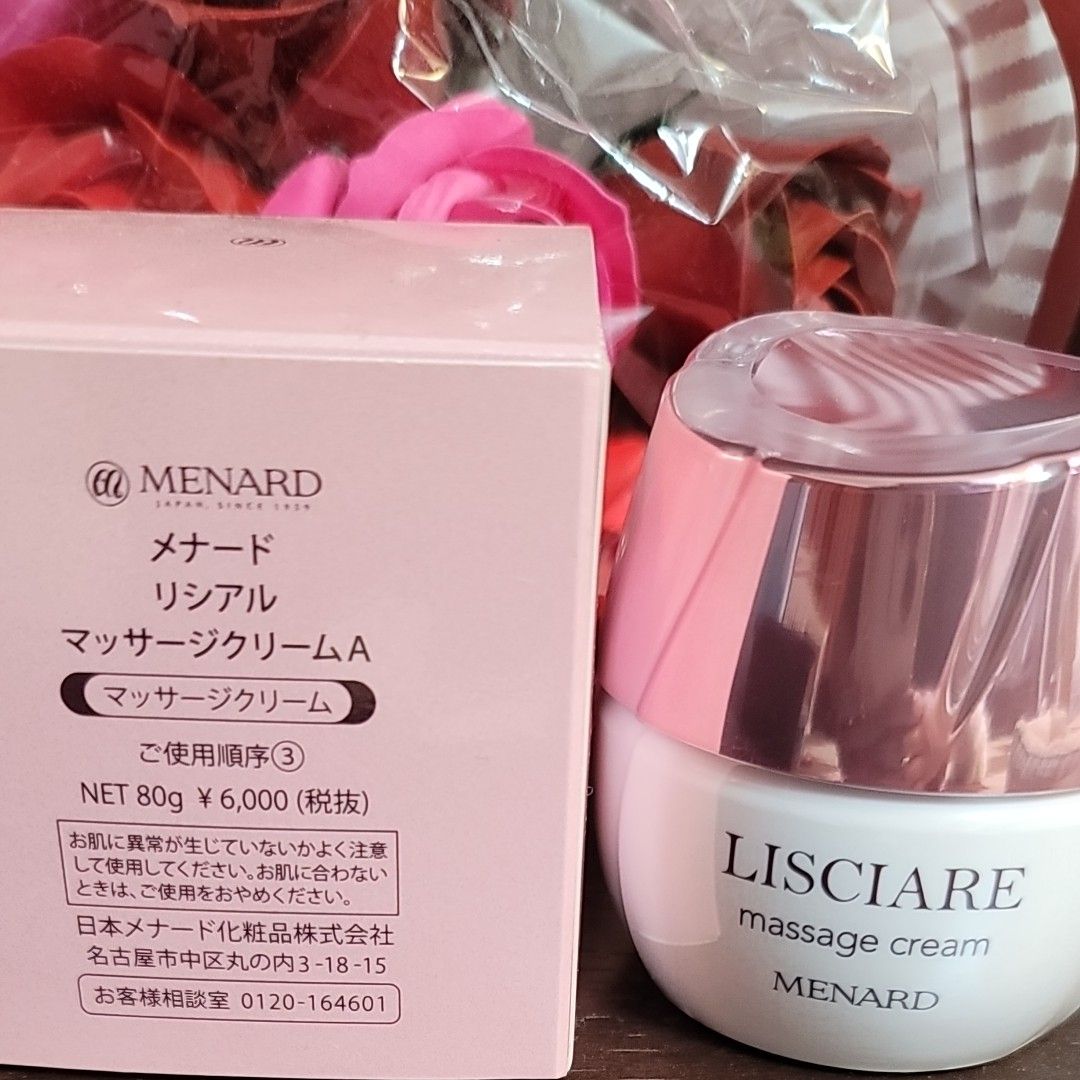 MENARD
JAPAN, SINCE 1959
メナード
リシアル
マッサージクリームA
マッサージクリーム
ご使用順序③
NET 80g ¥6,000 (税抜)
お肌に異常が生じていないかよく注意
して使用してください。お肌に合わない
ときは、ご使用をおやめください。
日本メナード化粧品株式会社
名古屋市中区丸の内3-18-15
お客様相談室 0120-164601
LISCIARE
massage cream
MENARD